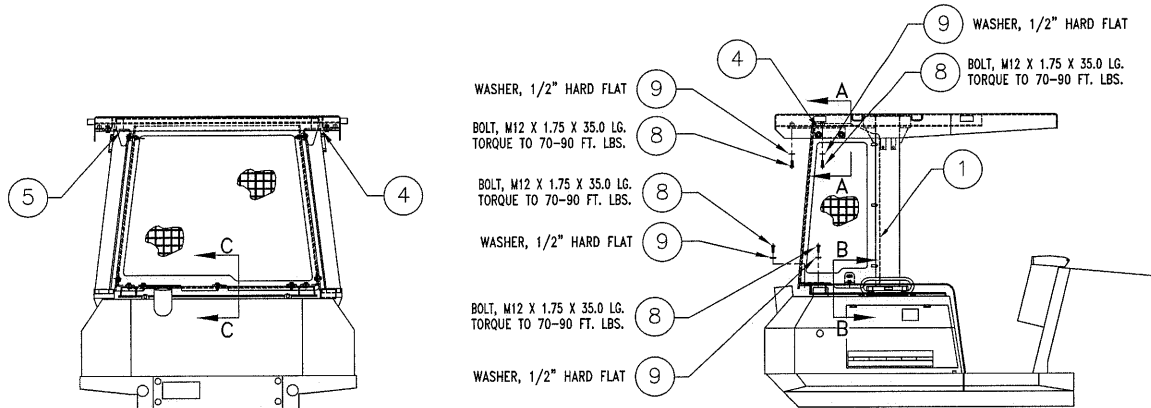 9 WASHER, 1/2" HARD FLAT
4
8 BOLT, M12 X 1.75 X 35.0 LG.
TORQUE TO 70-90 FT. LBS.
WASHER, 1/2" HARD FLAT 9
A
BOLT, M12 X 1.75 X 35.0 LG.
TORQUE TO 70-90 FT. LBS. 8
A
5
4
1
BOLT, M12 X 1.75 X 35.0 LG.
TORQUE TO 70-90 FT. LBS. 8
WASHER, 1/2" HARD FLAT 9
C
B
BOLT, M12 X 1.75 X 35.0 LG.
TORQUE TO 70-90 FT. LBS. 8
C
B
WASHER, 1/2" HARD FLAT 9